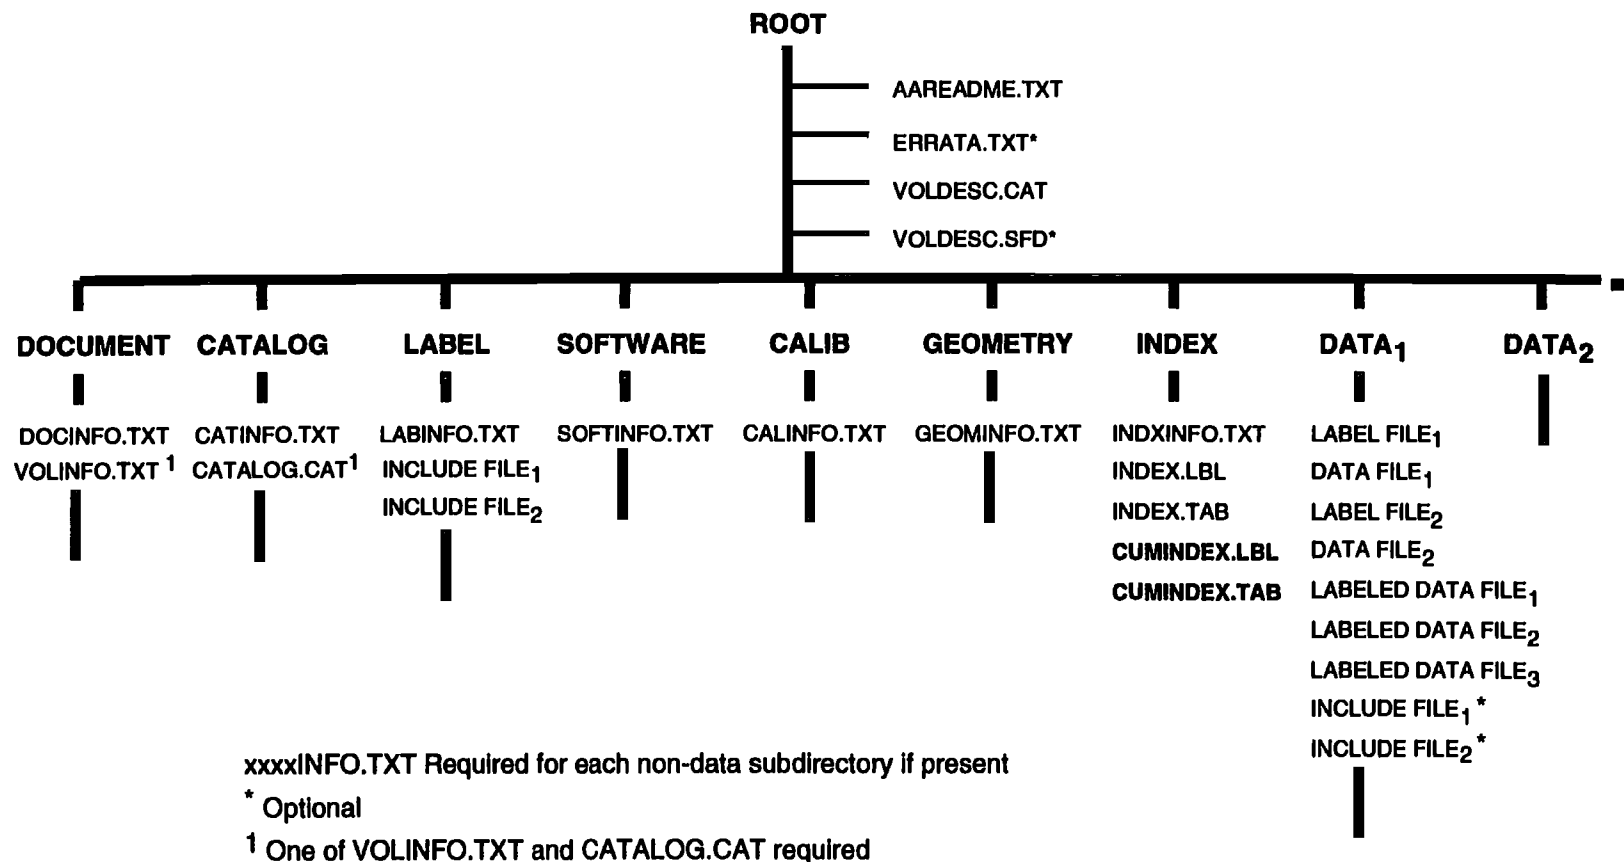 ROOT
AAREADME.TXT
ERRATA.TXT*
VOLDESC.CAT
VOLDESC.SFD*
DOCUMENT CATALOG LABEL SOFTWARE CALIB GEOMETRY INDEX DATA₁ DATA₂
DOCINFO.TXT CATINFO.TXT LABINFO.TXT SOFTINFO.TXT CALINFO.TXT GEOMINFO.TXT INDXINFO.TXT LABEL FILE₁
VOLINFO.TXT ¹ CATALOG.CAT¹ INCLUDE FILE₁ INDEX.LBL DATA FILE₁
INCLUDE FILE₂ INDEX.TAB LABEL FILE₂
CUMINDEX.LBL DATA FILE₂
CUMINDEX.TAB LABELED DATA FILE₁
LABELED DATA FILE₂
LABELED DATA FILE₃
INCLUDE FILE₁*
INCLUDE FILE₂*
xxxxINFO.TXT Required for each non-data subdirectory if present
* Optional
¹ One of VOLINFO.TXT and CATALOG.CAT required